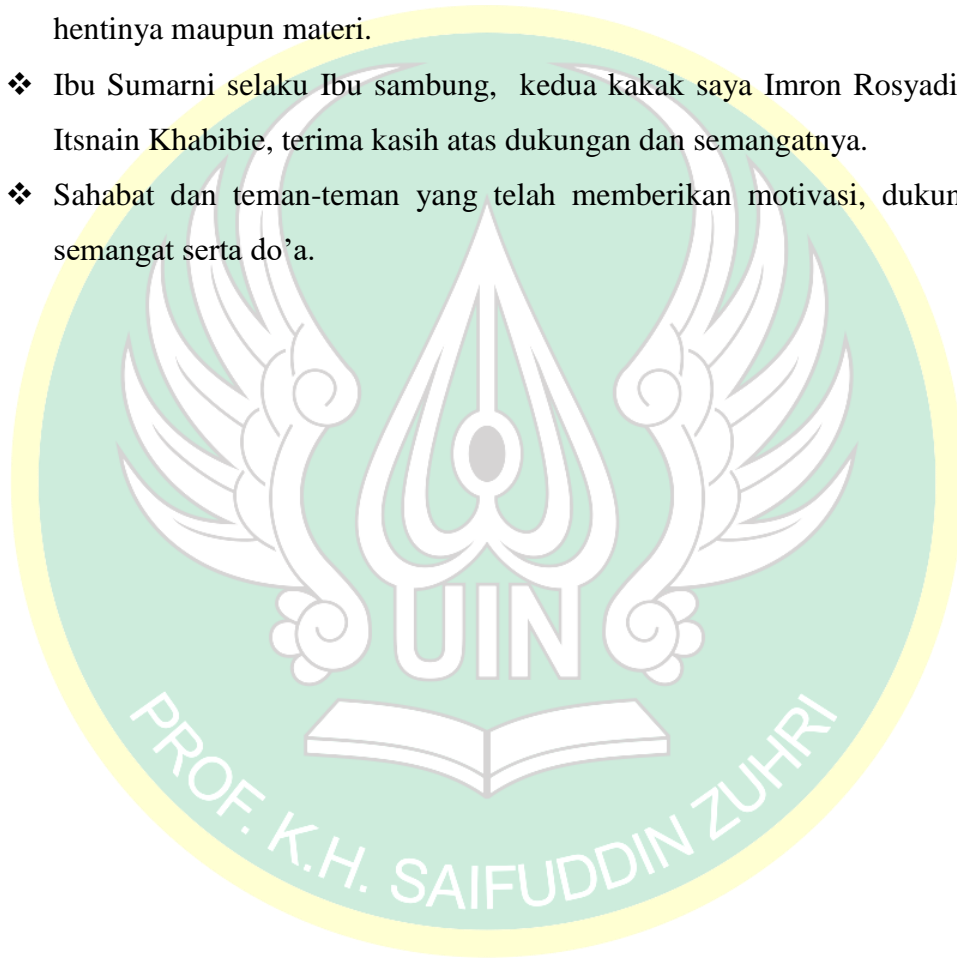 hentinya maupun materi.
❖ Ibu Sumarni selaku Ibu sambung, kedua kakak saya Imron Rosyadi
Itsnain Khabibie, terima kasih atas dukungan dan semangatnya.
❖ Sahabat dan teman-teman yang telah memberikan motivasi,
semangat serta do’a.
UIN
PROF. K.H. SAIFUDDIN ZUHRI